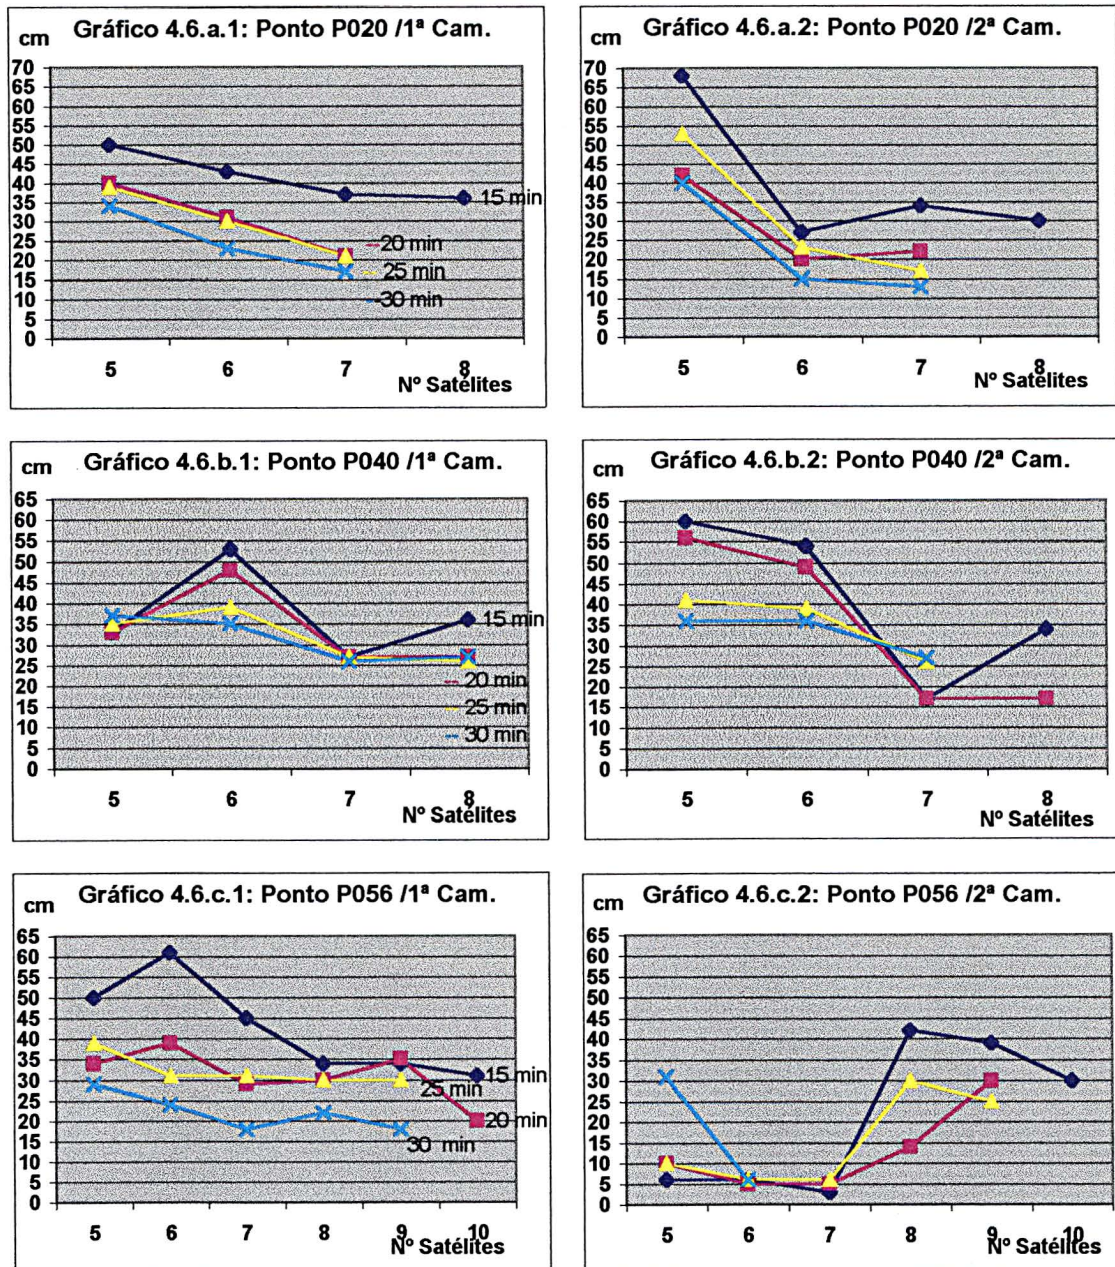 Gráfico 4.6.a.1: Ponto P020 /1ª Cam.
cm
70
65
60
55
50
45
40
35
30
25
20
15
10
5
0
15 min
20 min
25 min
30 min
5 6 7 8
Nº Satélites
Gráfico 4.6.a.2: Ponto P020 /2ª Cam.
cm
70
65
60
55
50
45
40
35
30
25
20
15
10
5
0
5 6 7 8
Nº Satélites
Gráfico 4.6.b.1: Ponto P040 /1ª Cam.
cm
65
60
55
50
45
40
35
30
25
20
15
10
5
0
15 min
20 min
25 min
30 min
5 6 7 8
Nº Satélites
Gráfico 4.6.b.2: Ponto P040 /2ª Cam.
cm
65
60
55
50
45
40
35
30
25
20
15
10
5
0
5 6 7 8
Nº Satélites
Gráfico 4.6.c.1: Ponto P056 /1ª Cam.
cm
65
60
55
50
45
40
35
30
25
20
15
10
5
0
15 min
25 min
20 min
30 min
5 6 7 8 9 10
Nº Satélites
Gráfico 4.6.c.2: Ponto P056 /2ª Cam.
cm
65
60
55
50
45
40
35
30
25
20
15
10
5
0
5 6 7 8 9 10
Nº Satélites